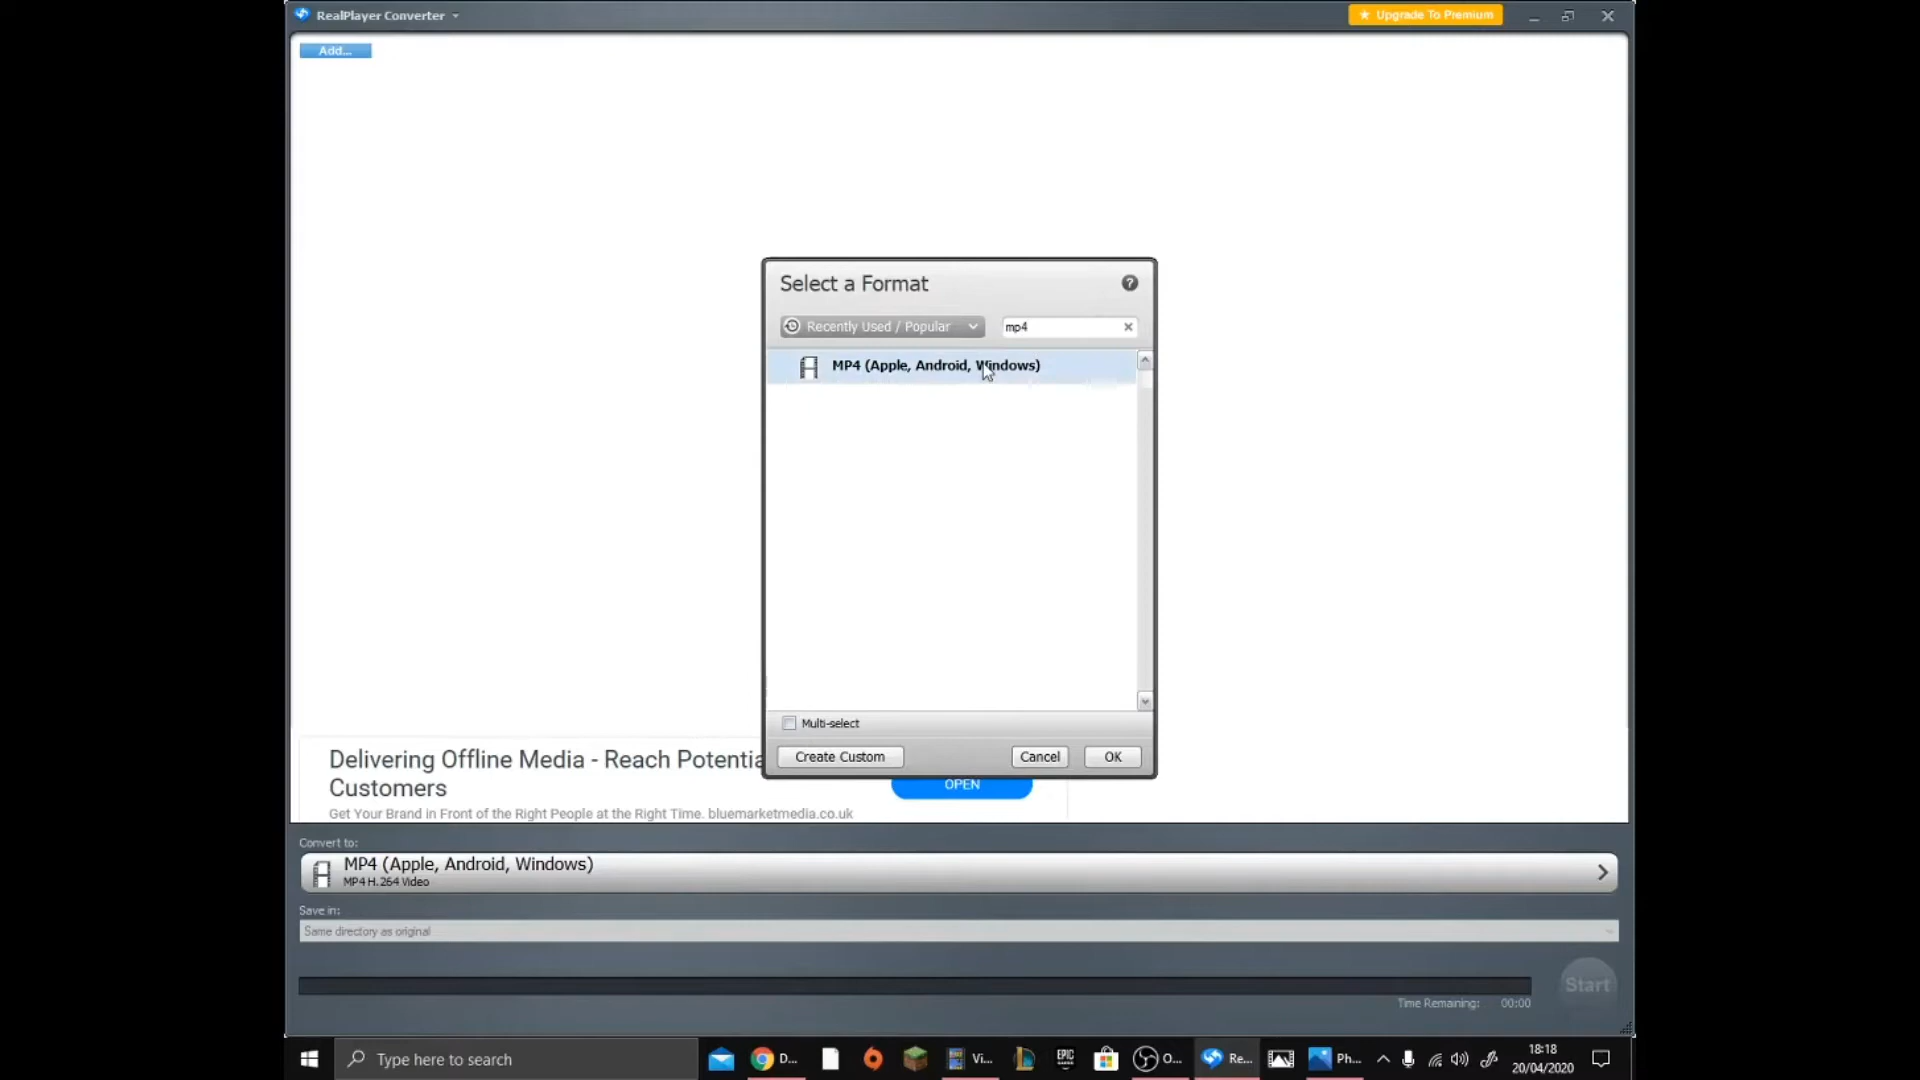 RealPlayer Converter
Upgrade To Premium
Add...
Select a Format
Recently Used / Popular
mp4
MP4 (Apple, Android, Windows)
Multi-select
Create Custom
Cancel
OK
Delivering Offline Media - Reach Potentia
Customers
OPEN
Get Your Brand in Front of the Right People at the Right Time. bluemarketmedia.co.uk
Convert to:
MP4 (Apple, Android, Windows)
MP4 H.264 Video
Save in:
Same directory as original
Start
Time Remaining: 00:00
Type here to search
D...
Vi...
EPIC
GAMES
O...
Re...
Ph...
18:18
20/04/2020